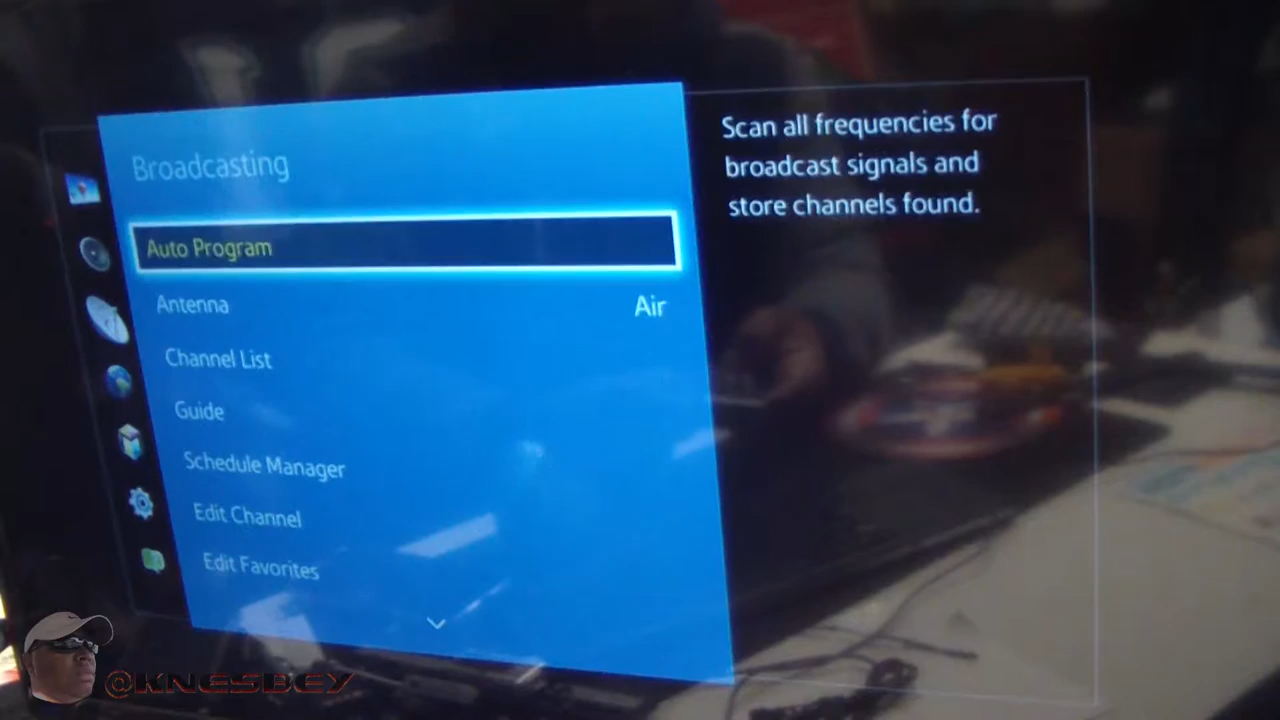 Broadcasting
Auto Program
Antenna Air
Channel List
Guide
Schedule Manager
Edit Channel
Edit Favorites
Scan all frequencies for
broadcast signals and
store channels found.
@KNESBEY